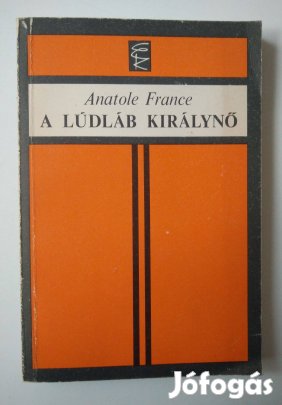 Anatole France
A LÚDLÁB KIRÁLYNŐ
Jófogás